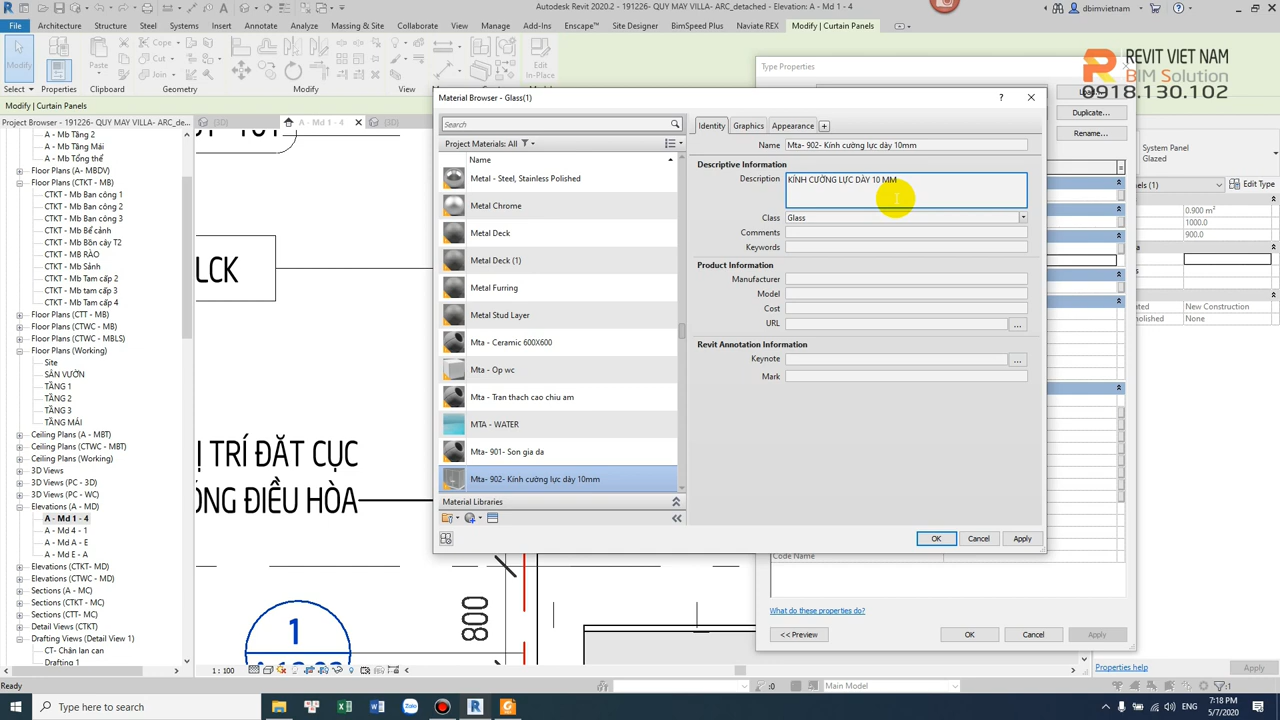 Autodesk Revit 2020.2 - QUY MAY VILLA- ARC_detached - Elevation: A - Md 1 - 4
dbimvietnam
File Architecture Structure Steel Systems Insert Annotate Analyze Massing & Site Collaborate View Manage Add-Ins Enscape™ Site Designer BimSpeed Plus Naviate REX Modify | Curtain Panels
Modify Paste Cope Cut Join Edit In-Place
Select Properties Clipboard Geometry Modify View
Modify | Curtain Panels
Project Browser - 191226- QUY MAY VILLA- ARC_de...
{3D} A - Md 1 - 4 {3D}
A - Mb Tầng 2
A - Mb Tầng Mái
A - Mb Tổng thể
Floor Plans (A- MBDV)
Floor Plans (CTKT - MB)
CTKT - Mb Ban công 1
CTKT - Mb Ban công 2
CTKT - Mb Ban công 3
CTKT - Mb Bể cảnh
CTKT - Mb Bồn cây T2
CTKT - MB RÀO
CTKT - Mb Sảnh
CTKT - Mb Tam cấp 2
CTKT - Mb Tam cấp 3
CTKT - Mb Tam cấp 4
Floor Plans (CTT - MB)
Floor Plans (CTWC - MB)
Floor Plans (CTWC - MBLS)
Floor Plans (Working)
Site
SÂN VƯỜN
TẦNG 1
TẦNG 2
TẦNG 3
TẦNG MÁI
Ceiling Plans (A - MBT)
Ceiling Plans (CTWC - MBT)
Ceiling Plans (Working)
3D Views
3D Views (PC - 3D)
3D Views (PC - WC)
Elevations (A - MD)
A - Md 1 - 4
A - Md 4 - 1
A - Md A - E
A - Md E - A
Elevations (CTKT- MD)
Elevations (CTWC - MD)
Sections (A - MC)
Sections (CTKT - MC)
Sections (CTT- MC)
Detail Views (CTKT)
Drafting Views (Detail View 1)
CT- Chân lan can
Drafting 1
LCK
Ị TRÍ ĐẶT CỤC
ÓNG ĐIỀU HÒA
1
800
Material Browser - Glass(1)
? ×
Search
Project Materials: All
Name
Metal - Steel, Stainless Polished
Metal Chrome
Metal Deck
Metal Deck (1)
Metal Furring
Metal Stud Layer
Mta - Ceramic 600X600
Mta - Op wc
Mta - Tran thach cao chiu am
MTA - WATER
Mta- 901- Son gia da
Mta- 902- Kính cường lực dày 10mm
Material Libraries
Identity Graphics Appearance
Name Mta- 902- Kính cường lực dày 10mm
Descriptive Information
Description KÍNH CƯỜNG LỰC DÀY 10 MM
Class Glass
Comments
Keywords
Product Information
Manufacturer
Model
Cost
URL ...
Revit Annotation Information
Keynote ...
Mark
OK Cancel Apply
Type Properties
REVIT VIET NAM
BIM Solution
0918.130.102
Duplicate...
Rename...
System Panel
Glazed
Edit Type
0.900 m²
1000.0
900.0
New Construction
None
Code Name
What do these properties do?
<< Preview OK Cancel Apply
Properties help Apply
1 : 100
Ready
:0 Main Model :1
Type here to search
7:18 PM
5/7/2020